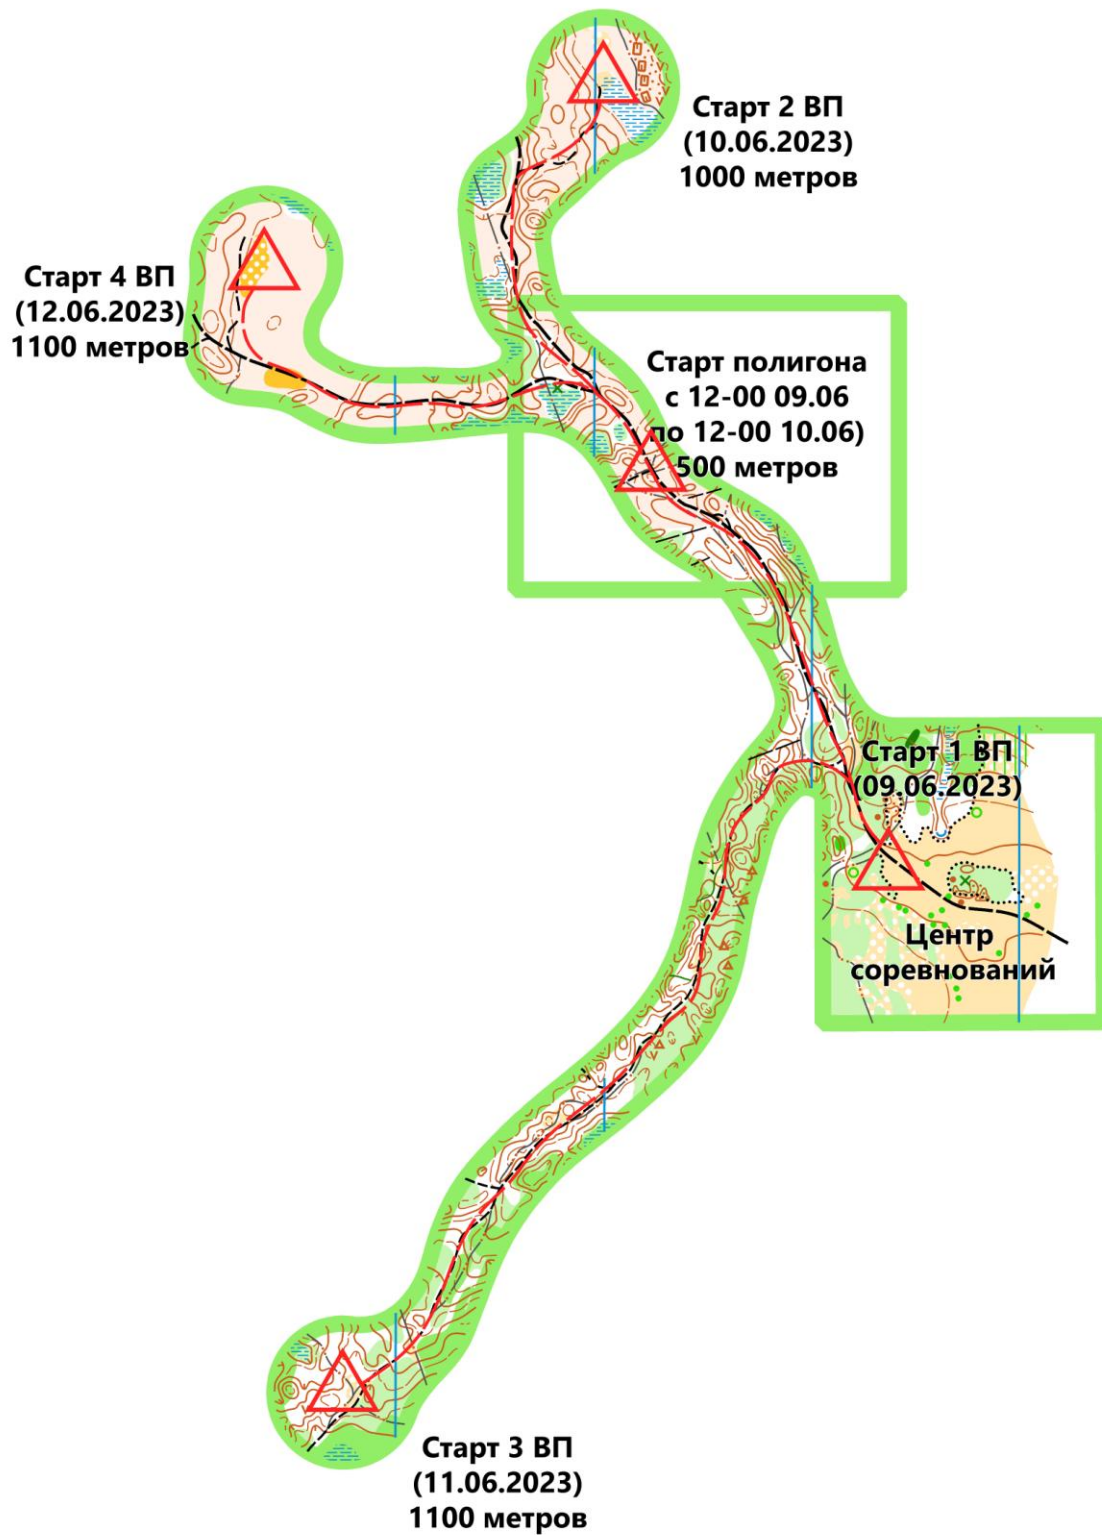 Старт 2 ВП
(10.06.2023)
1000 метров
Старт 4 ВП
(12.06.2023)
1100 метров
Старт полигона
с 12-00 09.06
по 12-00 10.06)
500 метров
Старт 1 ВП
(09.06.2023)
Центр
соревнований
Старт 3 ВП
(11.06.2023)
1100 метров